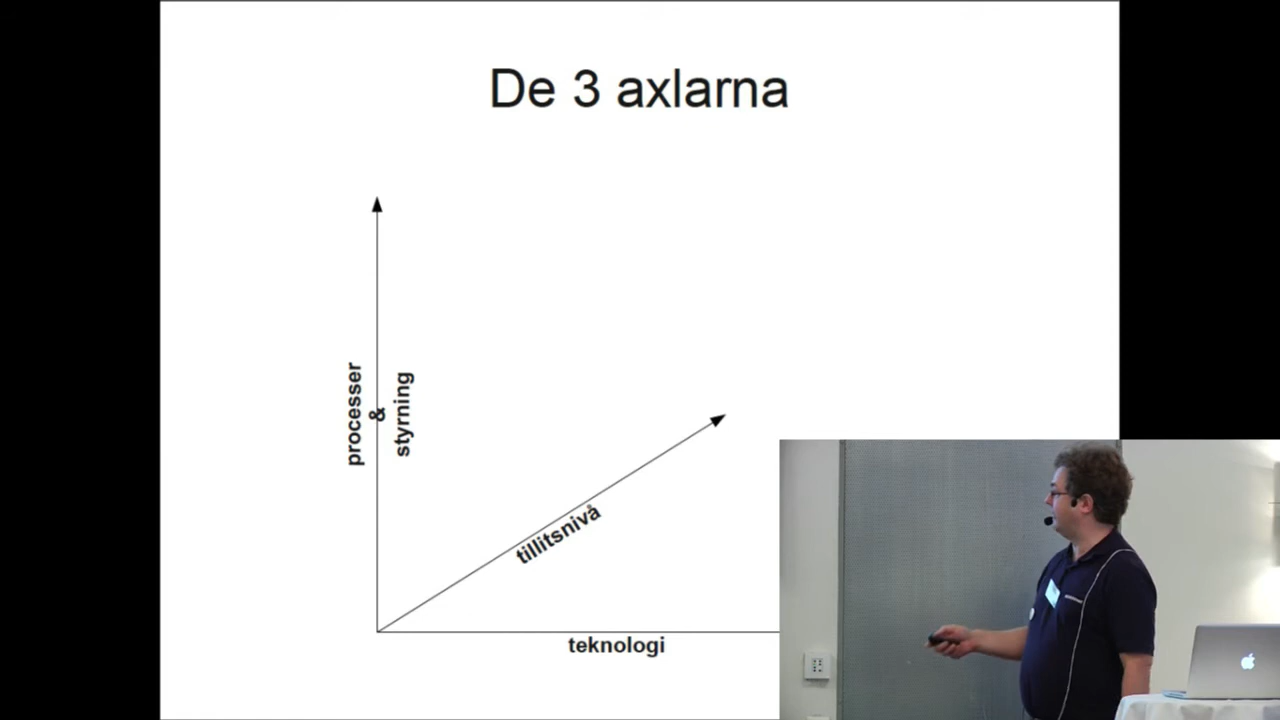 De 3 axlarna
processer
&
styrning
tillitsnivå
teknologi